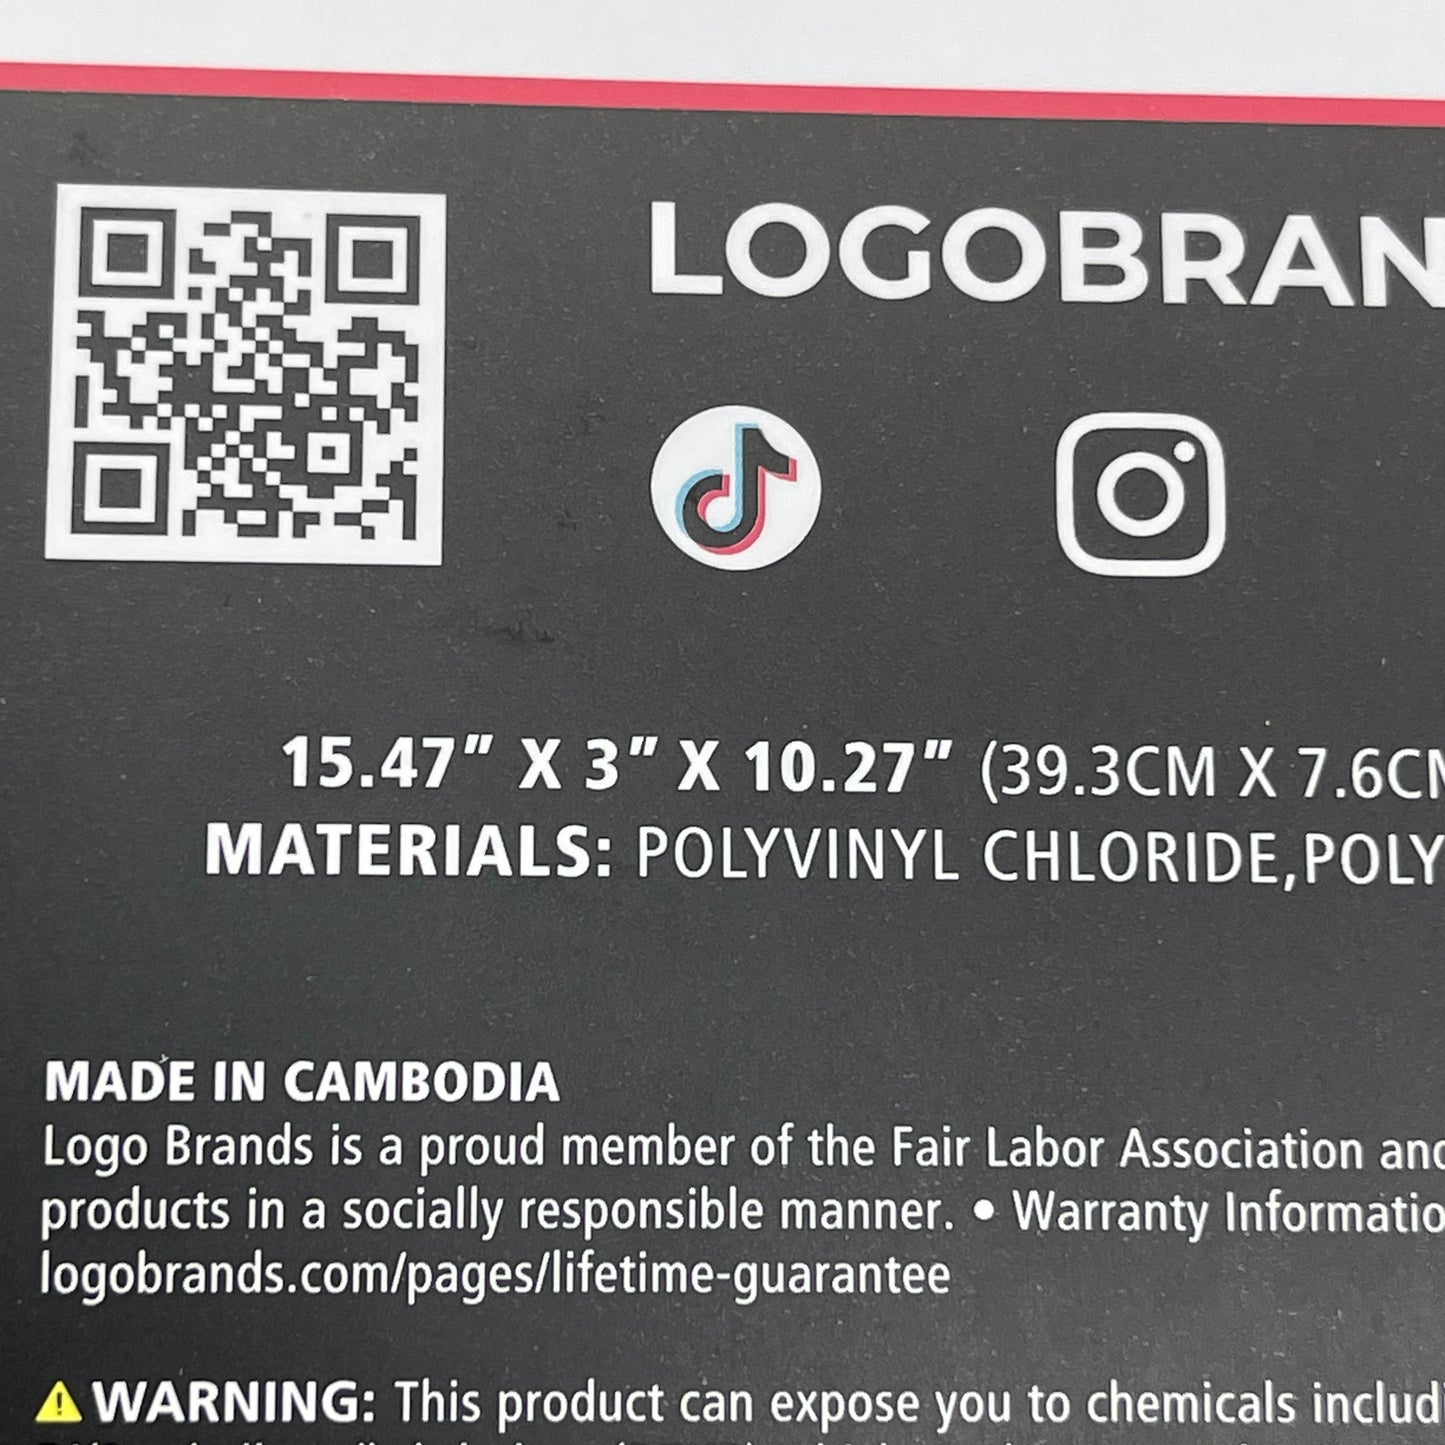 LOGOBRAN
15.47" X 3" X 10.27" (39.3CM X 7.6CM
MATERIALS: POLYVINYL CHLORIDE,POLY
MADE IN CAMBODIA
Logo Brands is a proud member of the Fair Labor Association and
products in a socially responsible manner. • Warranty Informatio
logobrands.com/pages/lifetime-guarantee
WARNING: This product can expose you to chemicals includ